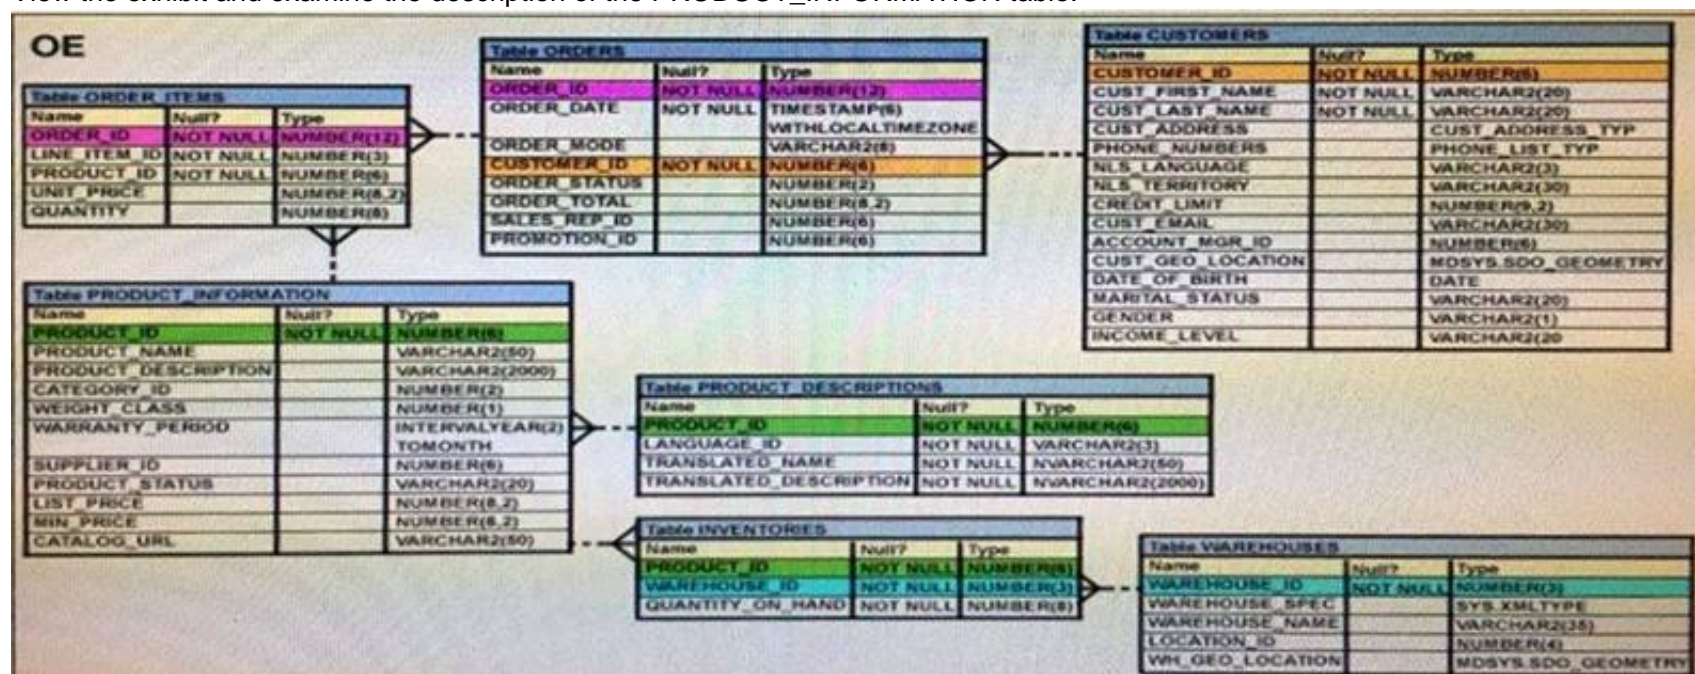 OE
Table ORDER_ITEMS
Name Null? Type
ORDER_ID NOT NULL NUMBER(12)
LINE_ITEM_ID NOT NULL NUMBER(3)
PRODUCT_ID NOT NULL NUMBER(6)
UNIT_PRICE NUMBER(8,2)
QUANTITY NUMBER(8)
Table ORDERS
Name Null? Type
ORDER_ID NOT NULL NUMBER(12)
ORDER_DATE NOT NULL TIMESTAMP(6)
WITHLOCALTIMEZONE
ORDER_MODE VARCHAR2(8)
CUSTOMER_ID NOT NULL NUMBER(6)
ORDER_STATUS NUMBER(2)
ORDER_TOTAL NUMBER(8,2)
SALES_REP_ID NUMBER(6)
PROMOTION_ID NUMBER(6)
Table CUSTOMERS
Name Null? Type
CUSTOMER_ID NOT NULL NUMBER(6)
CUST_FIRST_NAME NOT NULL VARCHAR2(20)
CUST_LAST_NAME NOT NULL VARCHAR2(20)
CUST_ADDRESS CUST_ADDRESS_TYP
PHONE_NUMBERS PHONE_LIST_TYP
NLS_LANGUAGE VARCHAR2(3)
NLS_TERRITORY VARCHAR2(30)
CREDIT_LIMIT NUMBER(9,2)
CUST_EMAIL VARCHAR2(30)
ACCOUNT_MGR_ID NUMBER(6)
CUST_GEO_LOCATION MDSYS.SDO_GEOMETRY
DATE_OF_BIRTH DATE
MARITAL_STATUS VARCHAR2(20)
GENDER VARCHAR2(1)
INCOME_LEVEL VARCHAR2(20
Table PRODUCT_INFORMATION
Name Null? Type
PRODUCT_ID NOT NULL NUMBER(6)
PRODUCT_NAME VARCHAR2(50)
PRODUCT_DESCRIPTION VARCHAR2(2000)
CATEGORY_ID NUMBER(2)
WEIGHT_CLASS NUMBER(1)
WARRANTY_PERIOD INTERVALYEAR(2)
TOMONTH
SUPPLIER_ID NUMBER(6)
PRODUCT_STATUS VARCHAR2(20)
LIST_PRICE NUMBER(8,2)
MIN_PRICE NUMBER(8,2)
CATALOG_URL VARCHAR2(50)
Table PRODUCT_DESCRIPTIONS
Name Null? Type
PRODUCT_ID NOT NULL NUMBER(6)
LANGUAGE_ID NOT NULL VARCHAR2(3)
TRANSLATED_NAME NOT NULL NVARCHAR2(50)
TRANSLATED_DESCRIPTION NOT NULL NVARCHAR2(2000)
Table INVENTORIES
Name Null? Type
PRODUCT_ID NOT NULL NUMBER(6)
WAREHOUSE_ID NOT NULL NUMBER(3)
QUANTITY_ON_HAND NOT NULL NUMBER(8)
Table WAREHOUSES
Name Null? Type
WAREHOUSE_ID NOT NULL NUMBER(3)
WAREHOUSE_SPEC SYS.XMLTYPE
WAREHOUSE_NAME VARCHAR2(35)
LOCATION_ID NUMBER(4)
WH_GEO_LOCATION MDSYS.SDO_GEOMETRY